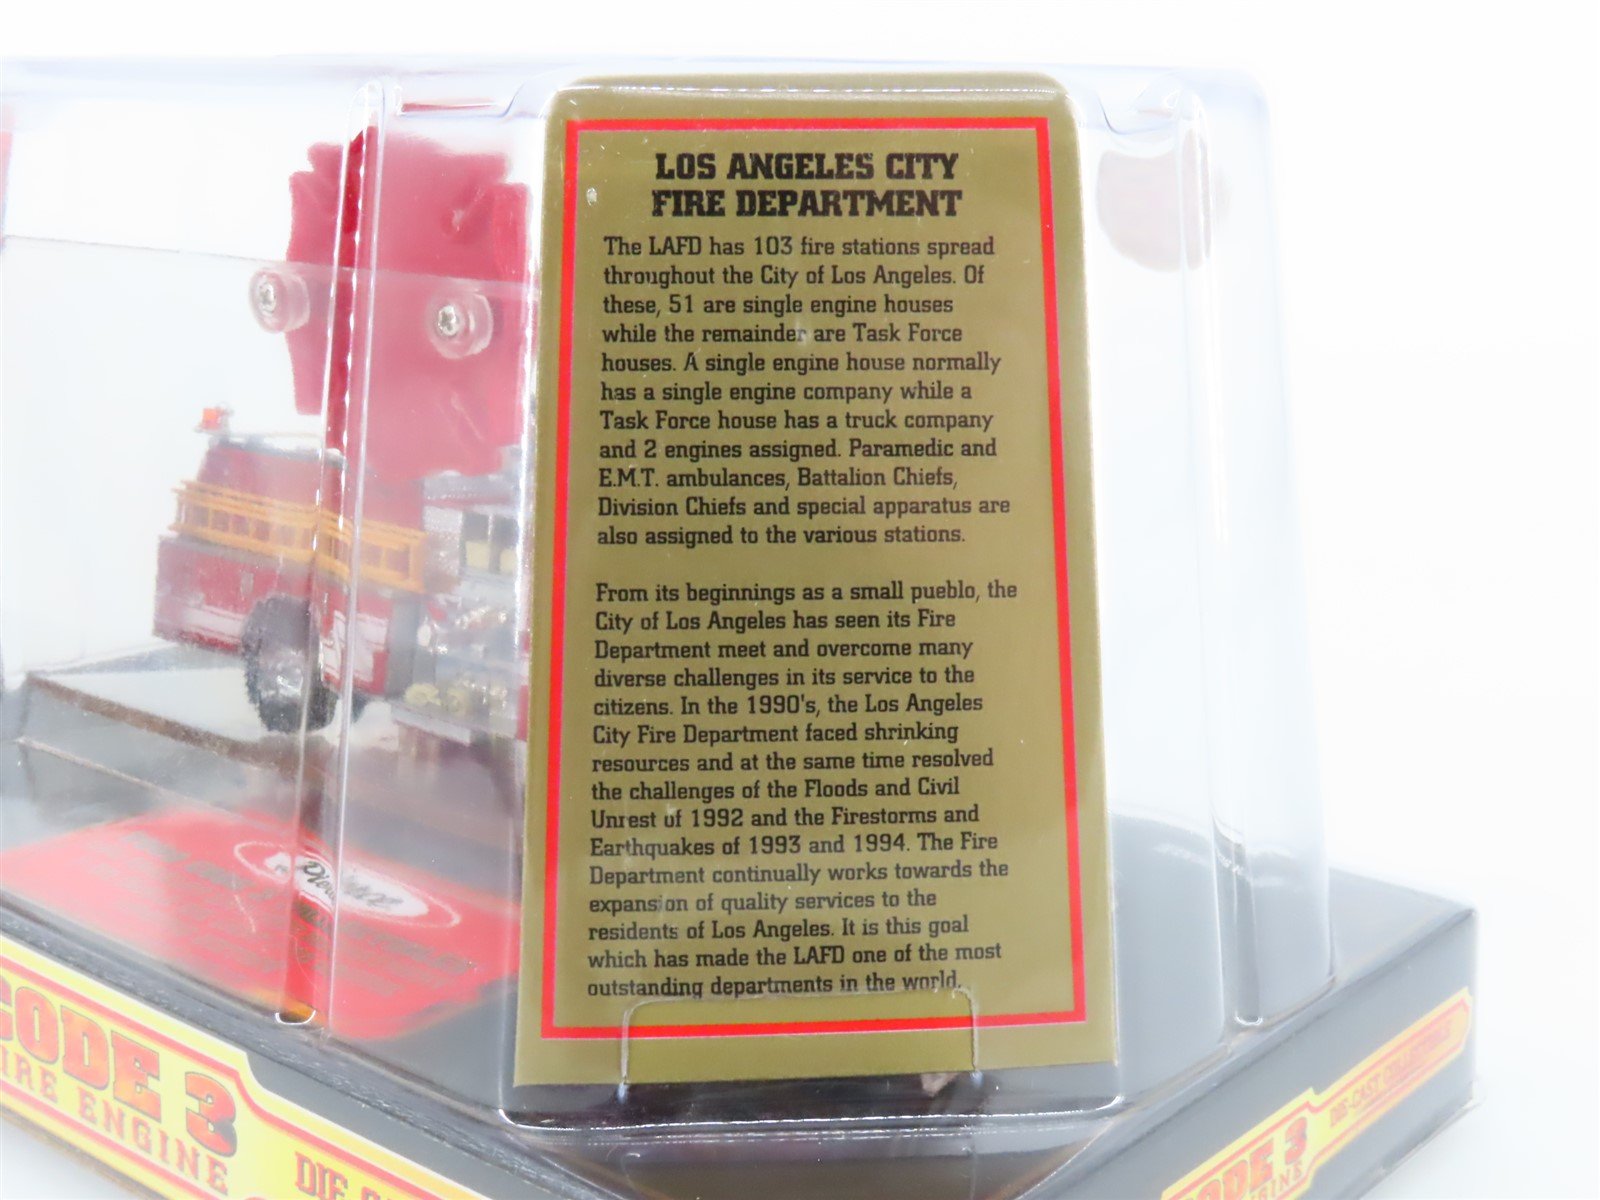 LOS ANGELES CITY
FIRE DEPARTMENT
The LAFD has 103 fire stations spread
throughout the City of Los Angeles. Of
these, 51 are single engine houses
while the remainder are Task Force
houses. A single engine house normally
has a single engine company while a
Task Force house has a truck company
and 2 engines assigned. Paramedic and
E.M.T. ambulances, Battalion Chiefs,
Division Chiefs and special apparatus are
also assigned to the various stations.
From its beginnings as a small pueblo, the
City of Los Angeles has seen its Fire
Department meet and overcome many
diverse challenges in its service to the
citizens. In the 1990's, the Los Angeles
City Fire Department faced shrinking
resources and at the same time resolved
the challenges of the Floods and Civil
Unrest of 1992 and the Firestorms and
Earthquakes of 1993 and 1994. The Fire
Department continually works towards the
expansion of quality services to the
residents of Los Angeles. It is this goal
which has made the LAFD one of the most
outstanding departments in the world.
CODE 3
FIRE ENGINE
DIE
CODE 3
ENGINE
DIE-CAST COLLECTIBLE